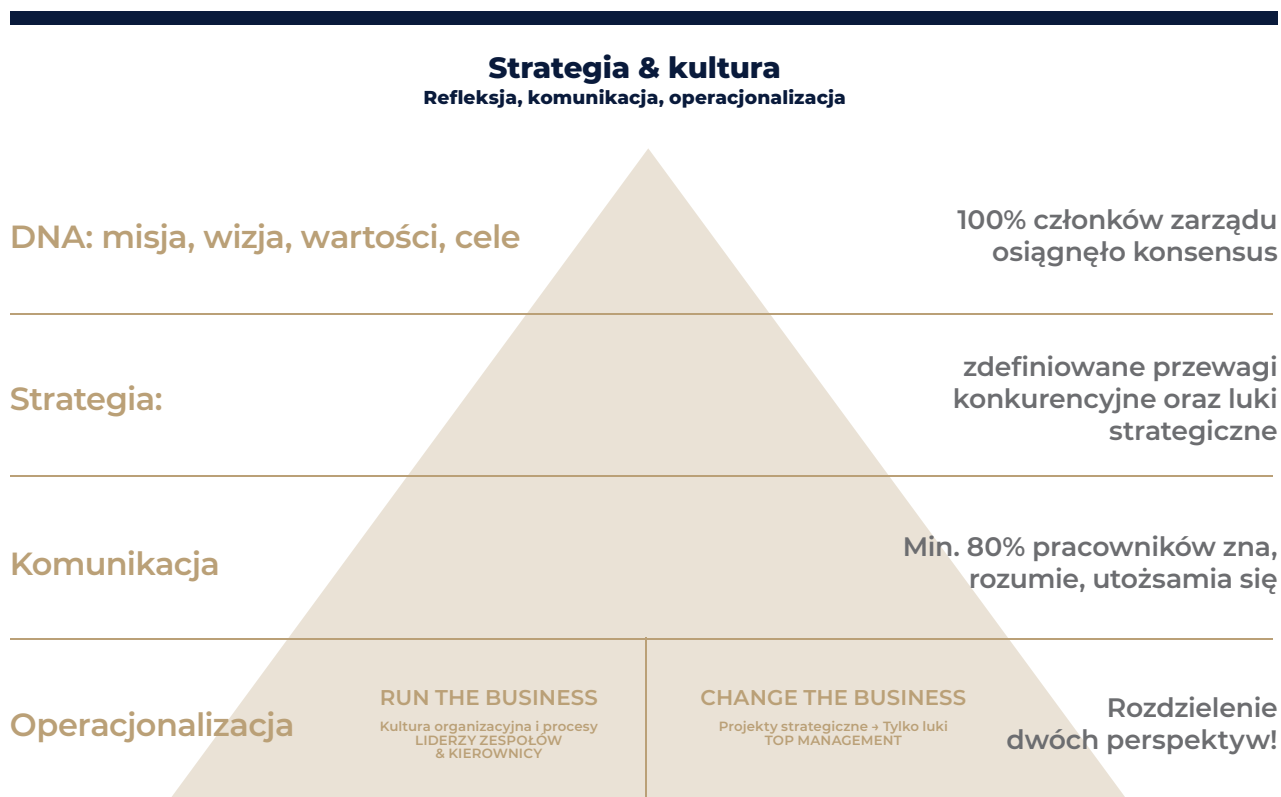 Strategia & kultura
Refleksja, komunikacja, operacjonalizacja
DNA: misja, wizja, wartości, cele
100% członków zarządu
osiągnęło konsensus
Strategia:
zdefiniowane przewagi
konkurencyjne oraz luki
strategiczne
Komunikacja
Min. 80% pracowników zna,
rozumie, utożsamia się
Operacjonalizacja
RUN THE BUSINESS
Kultura organizacyjna i procesy
LIDERZY ZESPOŁÓW
& KIEROWNICY
CHANGE THE BUSINESS
Projekty strategiczne → Tylko luki
TOP MANAGEMENT
Rozdzielenie
dwóch perspektyw!